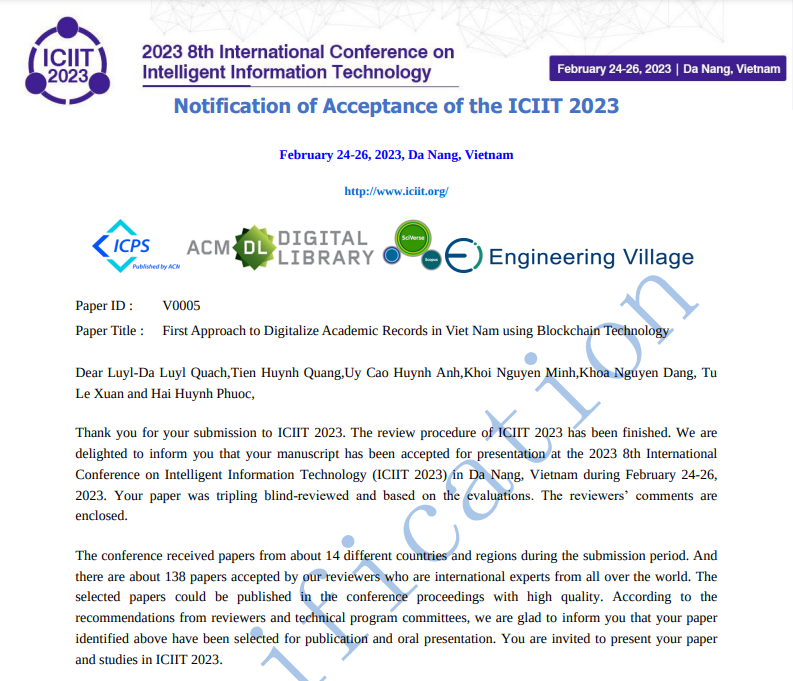 ICIIT
2023
2023 8th International Conference on
Intelligent Information Technology
February 24-26, 2023 | Da Nang, Vietnam
Notification of Acceptance of the ICIIT 2023
February 24-26, 2023, Da Nang, Vietnam
http://www.iciit.org/
ICPS
Published by ACM
ACM DL DIGITAL
LIBRARY
SciVerse
Scopus
Engineering Village
Paper ID : V0005
Paper Title : First Approach to Digitalize Academic Records in Viet Nam using Blockchain Technology
Dear Luyl-Da Luyl Quach,Tien Huynh Quang,Uy Cao Huynh Anh,Khoi Nguyen Minh,Khoa Nguyen Dang, Tu
Le Xuan and Hai Huynh Phuoc,
Thank you for your submission to ICIIT 2023. The review procedure of ICIIT 2023 has been finished. We are
delighted to inform you that your manuscript has been accepted for presentation at the 2023 8th International
Conference on Intelligent Information Technology (ICIIT 2023) in Da Nang, Vietnam during February 24-26,
2023. Your paper was tripling blind-reviewed and based on the evaluations. The reviewers’ comments are
enclosed.
The conference received papers from about 14 different countries and regions during the submission period. And
there are about 138 papers accepted by our reviewers who are international experts from all over the world. The
selected papers could be published in the conference proceedings with high quality. According to the
recommendations from reviewers and technical program committees, we are glad to inform you that your paper
identified above have been selected for publication and oral presentation. You are invited to present your paper
and studies in ICIIT 2023.
ification